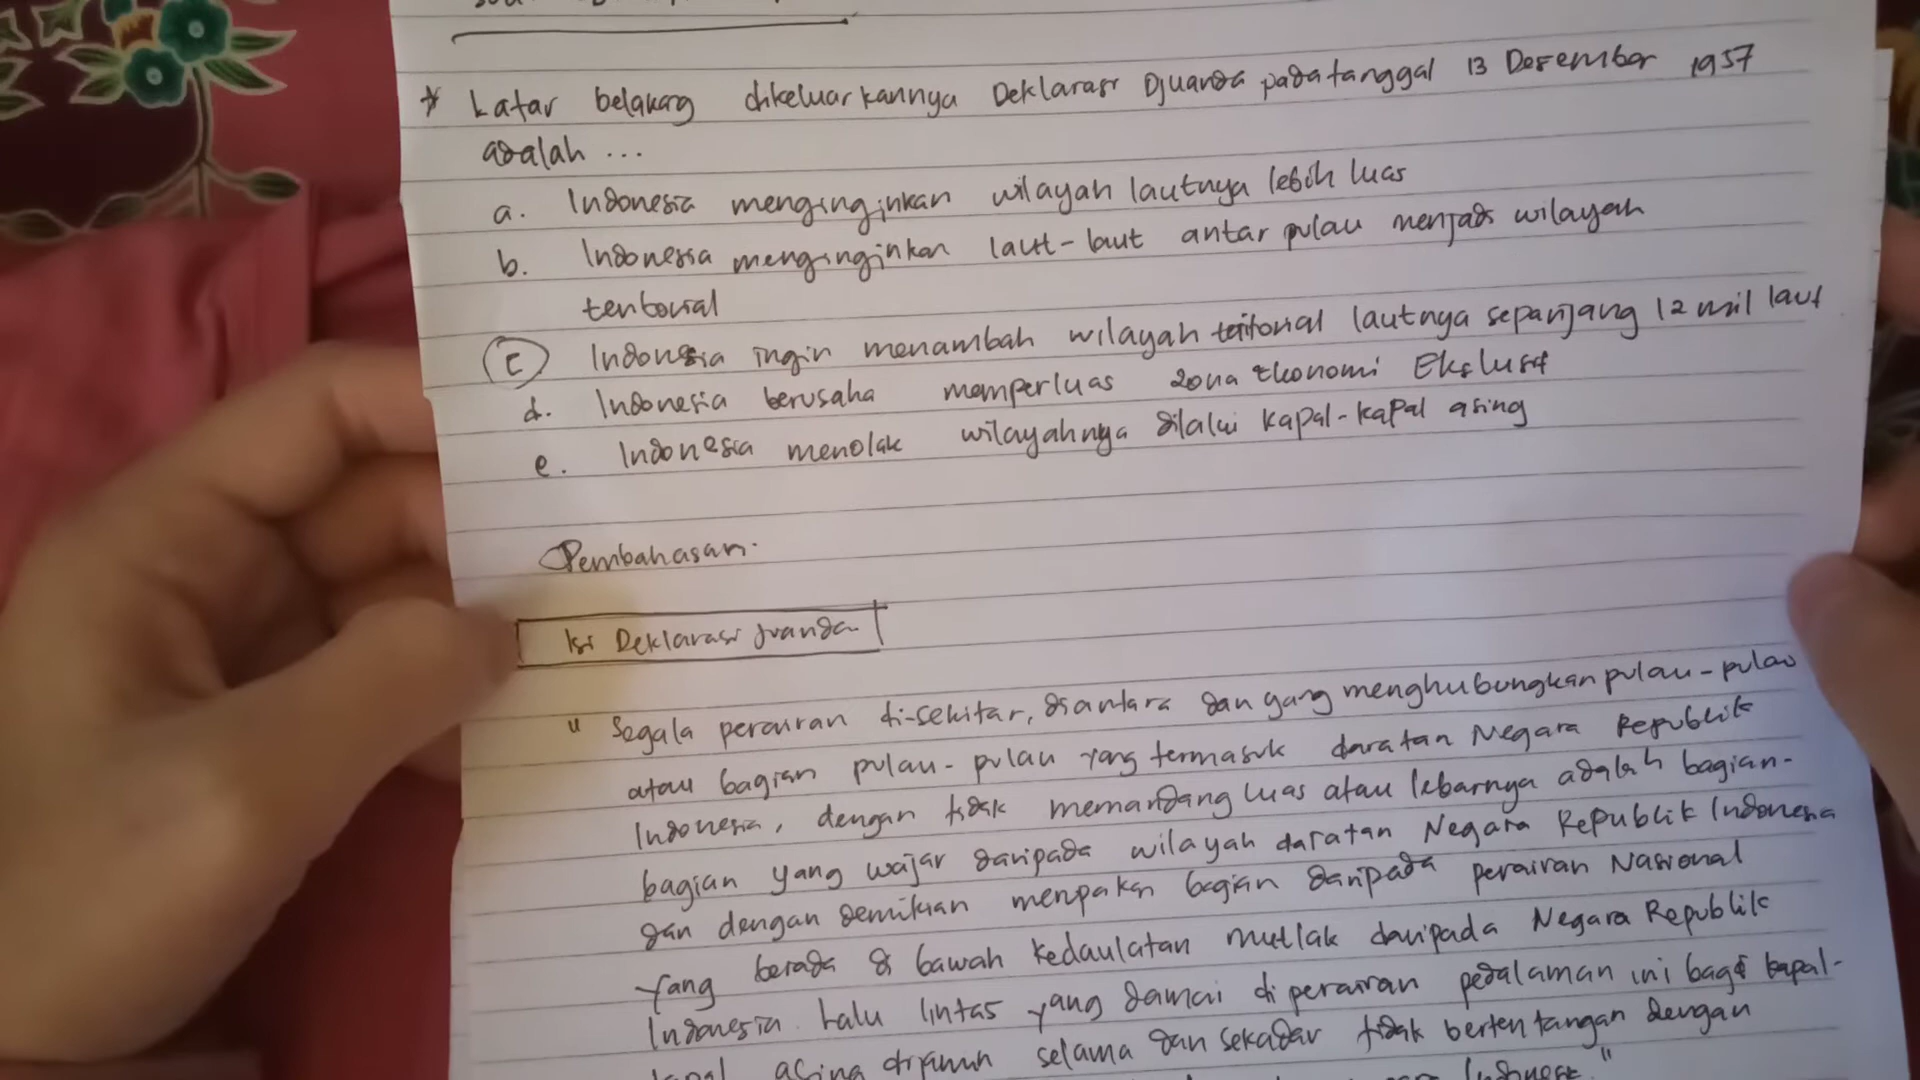 * Latar belakang dikeluarkannya Deklarasi Djuanda pada tanggal 13 Desember 1957
adalah ...
a. Indonesia menginginkan wilayah lautnya lebih luas
b. Indonesia menginginkan laut-laut antar pulau menjadi wilayah
teritorial
c Indonesia ingin menambah wilayah teritorial lautnya sepanjang 12 mil laut
d. Indonesia berusaha memperluas zona Ekonomi Ekslusif
e. Indonesia menolak wilayahnya dilalui kapal-kapal asing
Pembahasan.
Isi Deklarasi Juanda
" Segala perairan di-sekitar, diantara dan yang menghubungkan pulau-pulau
atau bagian pulau-pulau yang termasuk daratan Negara Republik
Indonesia, dengan tidak memandang luas atau lebarnya adalah bagian-
bagian yang wajar daripada wilayah daratan Negara Republik Indonesia
dan dengan demikian merupakan bagian daripada perairan Nasional
yang berada di bawah kedaulatan mutlak daripada Negara Republik
Indonesia. Lalu lintas yang damai di perairan pedalaman ini bagi kapal-
kapal asing dijamin selama dan sekadar tidak bertentangan dengan
Indonesia."